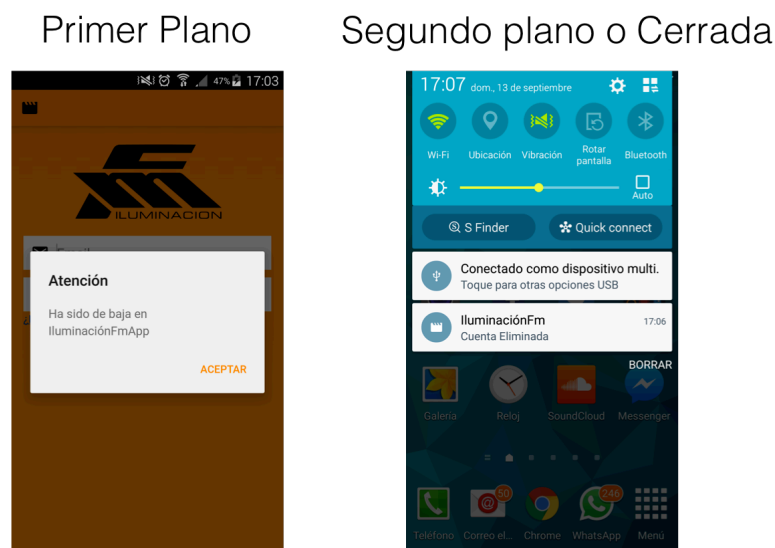 Primer Plano
Segundo plano o Cerrada
47% 17:03
ILUMINACION
Email
Atención
Ha sido de baja en
IluminaciónFmApp
ACEPTAR
17:07 dom., 13 de septiembre
Wi-Fi
Ubicación
Vibración
Rotar
pantalla
Bluetooth
Auto
S Finder
Quick connect
Conectado como dispositivo multi.
Toque para otras opciones USB
IluminaciónFm
17:06
Cuenta Eliminada
BORRAR
Galería
Reloj
SoundCloud
Messenger
50
246
Teléfono
Correo el...
Chrome
WhatsApp
Menú